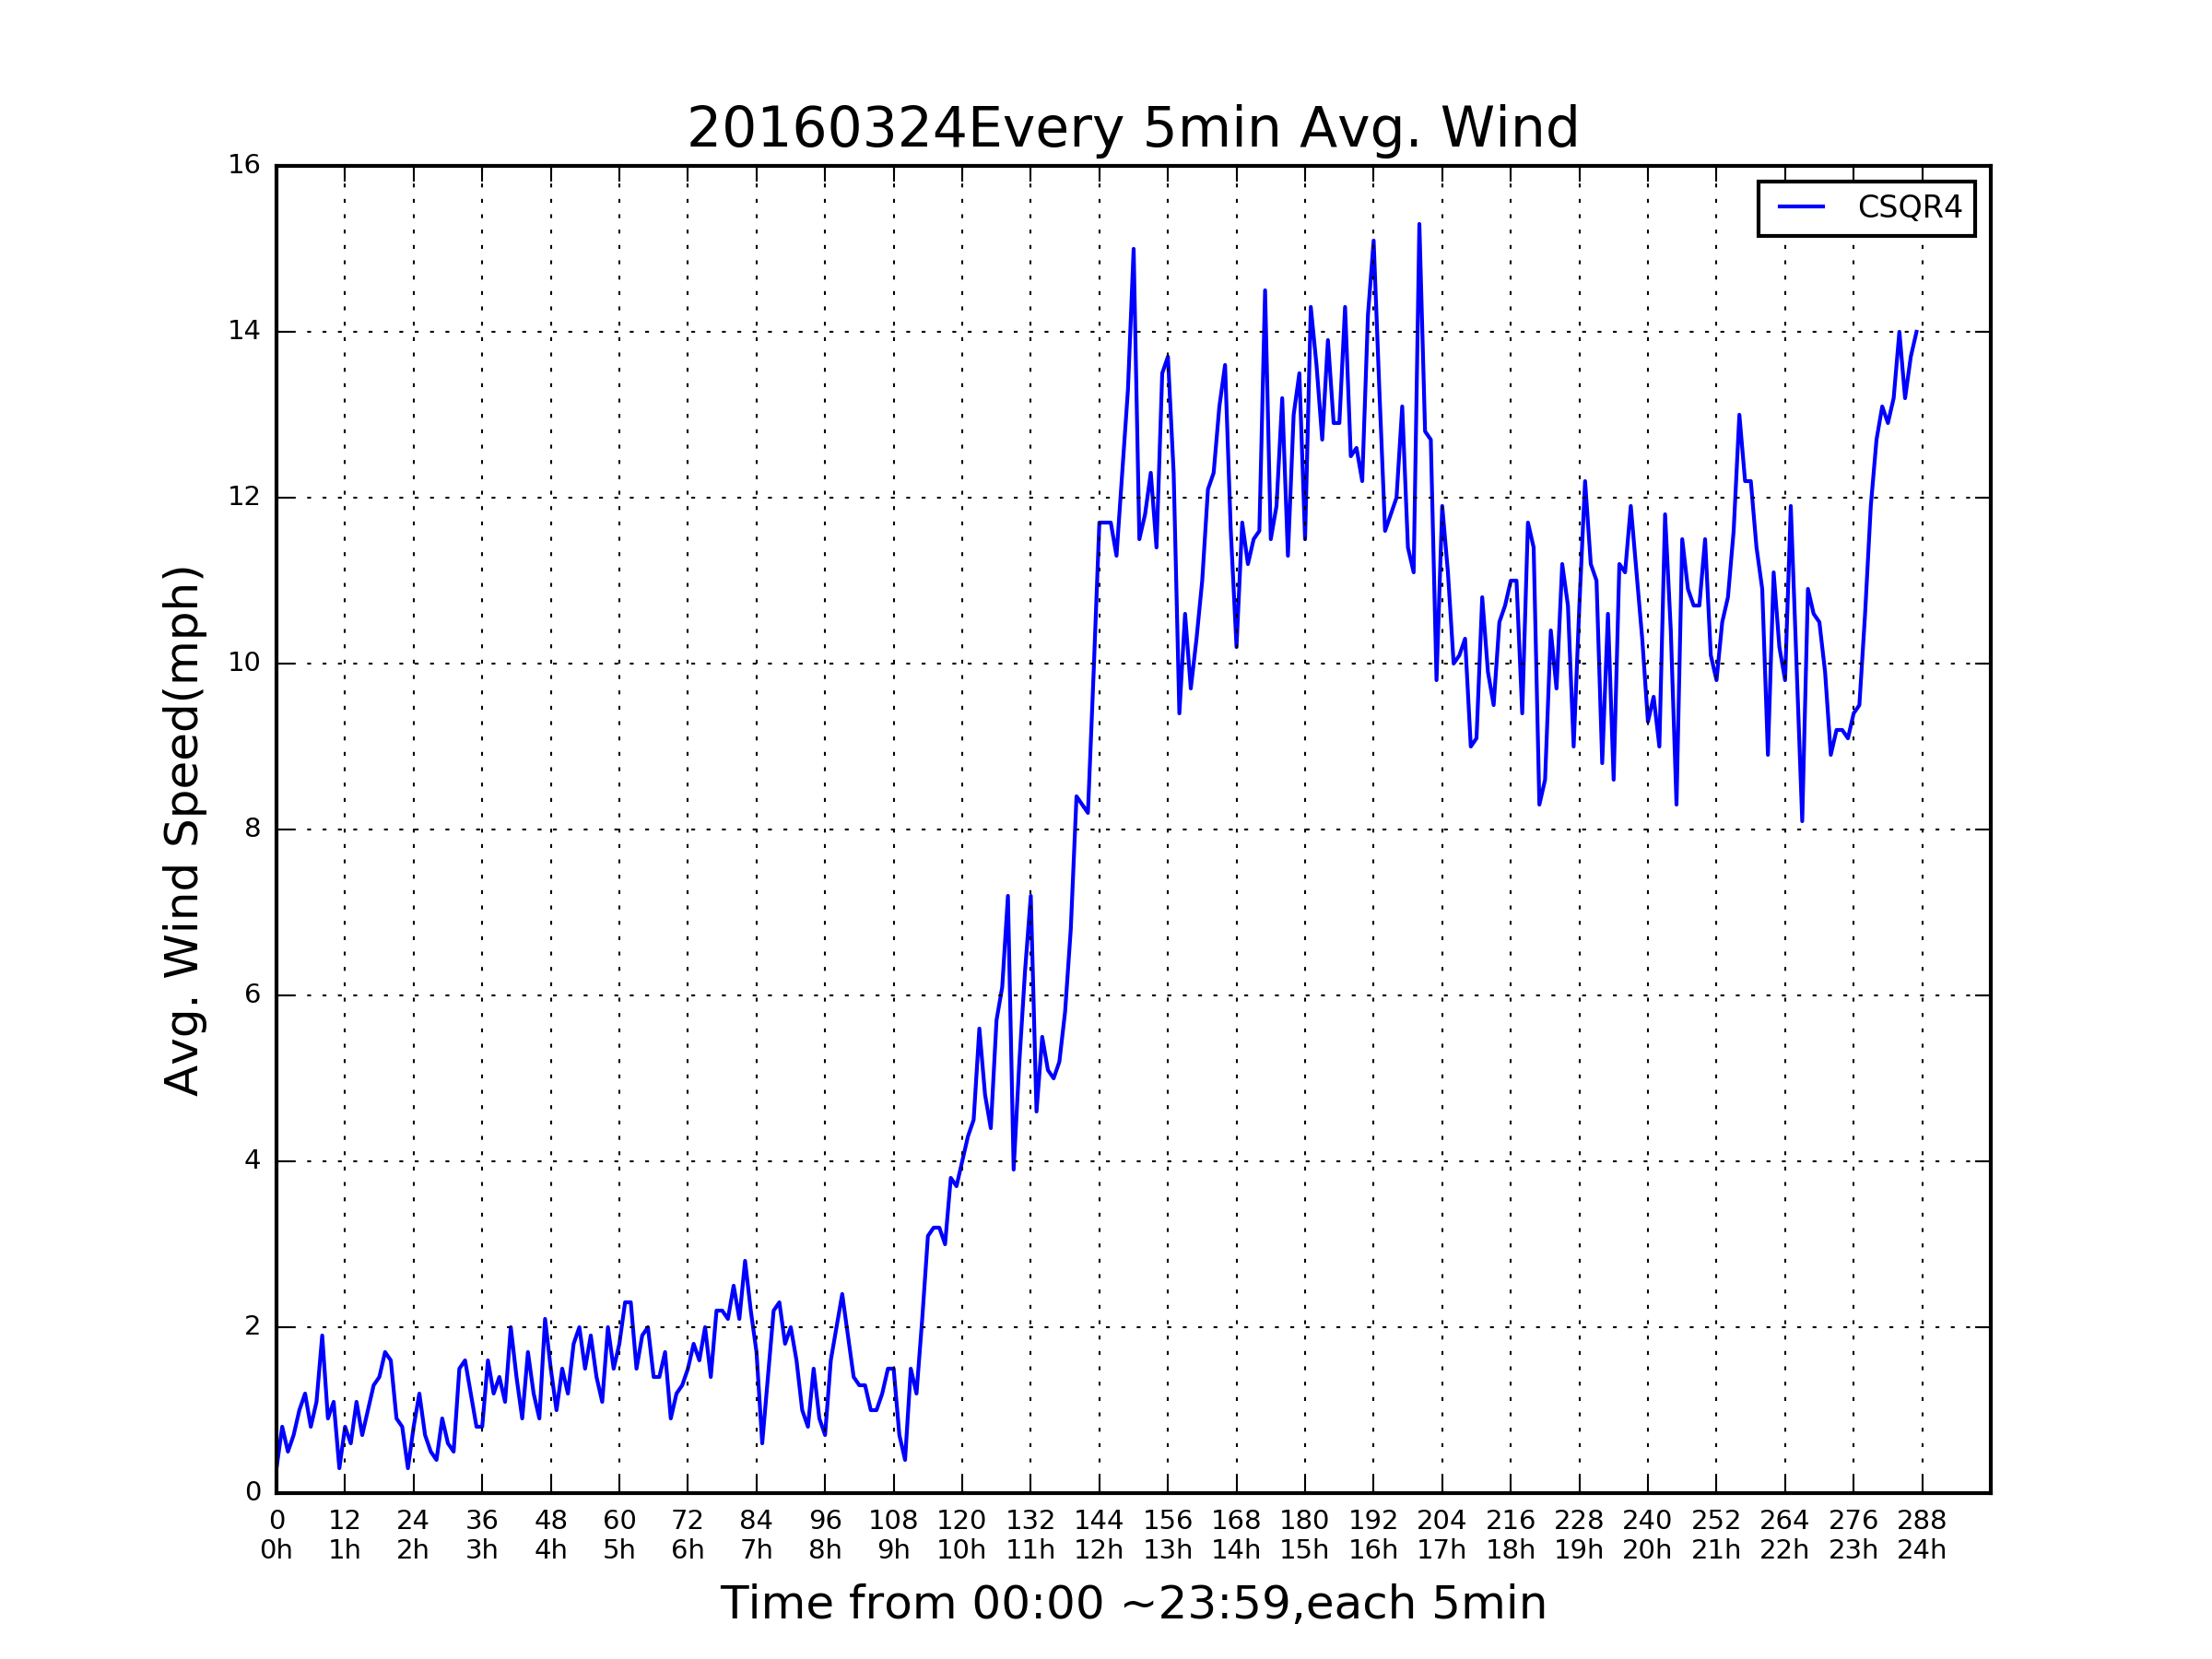 20160324Every 5min Avg. Wind
CSQR4
Avg. Wind Speed(mph)
16
14
12
10
8
6
4
2
0
0 12 24 36 48 60 72 84 96 108 120 132 144 156 168 180 192 204 216 228 240 252 264 276 288
0h 1h 2h 3h 4h 5h 6h 7h 8h 9h 10h 11h 12h 13h 14h 15h 16h 17h 18h 19h 20h 21h 22h 23h 24h
Time from 00:00 ~23:59,each 5min